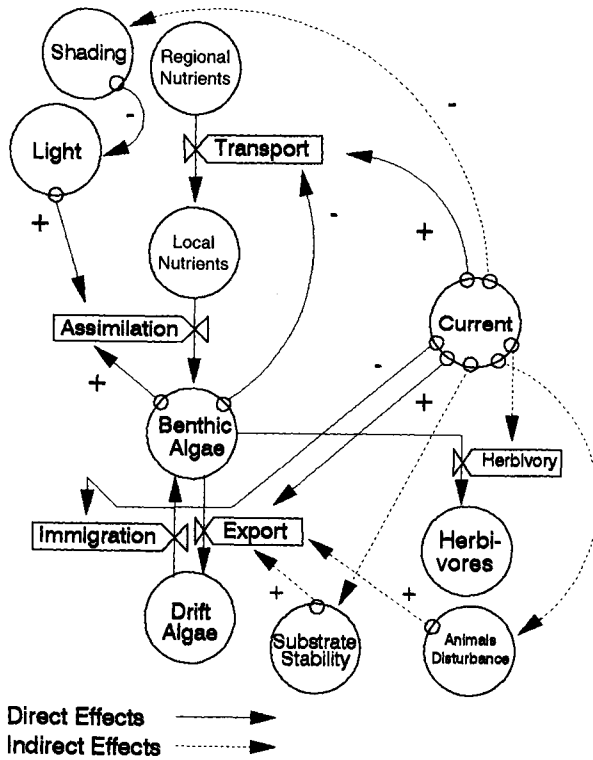 Shading
Regional
Nutrients
-
-
Light
Transport
+
-
+
Local
Nutrients
Current
Assimilation
-
+
+
Benthic
Algae
Herbivory
Immigration
Export
Herbi-
vores
+
+
Drift
Algae
Substrate
Stability
Animals
Disturbance
Direct Effects
Indirect Effects